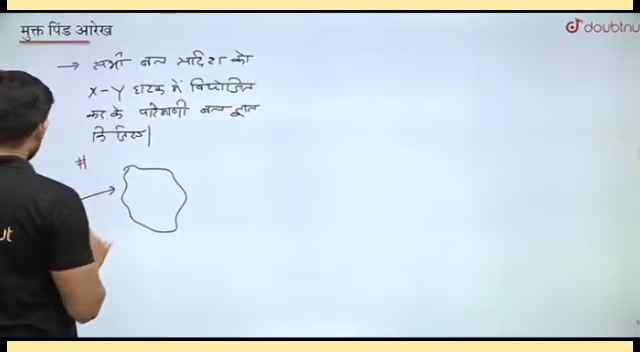 मुक्त पिंड आरेख
doubtnut
→ सभी बल सदिश को
X-Y घटक में वियोजित
कर के परिमाणी बल ज्ञात
किजिए|
#